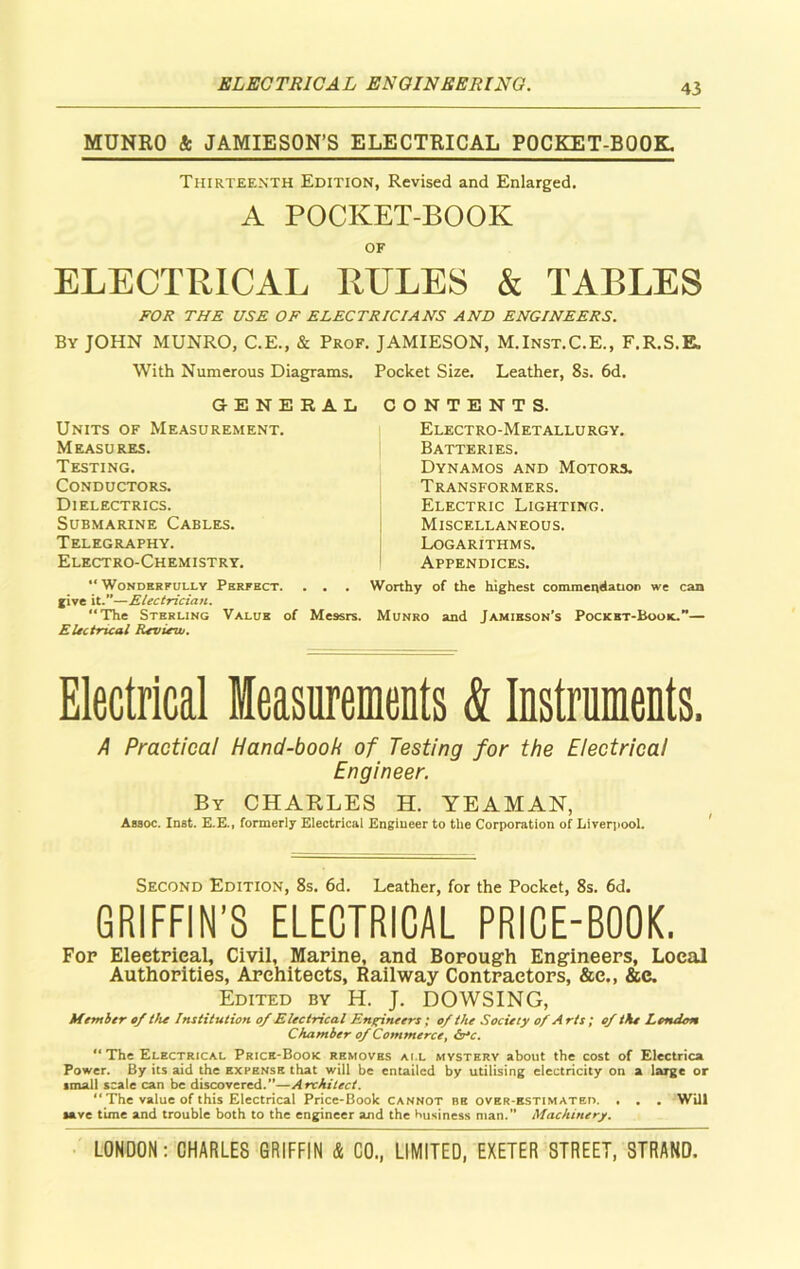 ELECTRICAL ENGINEERING.
43
MUNRO & JAMIESON'S ELECTRICAL POCKET-BOOK.
THIRTEENTH EDITION, Revised and Enlarged.
A POCKET-BOOK
OF
ELECTRICAL RULES & TABLES
FOR THE USE OF ELECTRICIANS AND ENGINEERS.
BY JOHN MUNRO, C.E., & PROF. JAMIESON, M.INST.C.E., F.R.S.E.
With Numerous Diagrams. Pocket Size. Leather, 8s. 6d.
GENERAL CONTENTS.
UNITS OF MEASUREMENT.
MEASURES.
TESTING.
CONDUCTORS.
DIELECTRICS.
SUBMARINE CABLES.
TELEGRAPHY.
ELECTRO-CHEMISTRY.
ELECTRO-METALLURGY.
BATTERIES.
DYNAMOS AND MOTORS.
TRANSFORMERS.
ELECTRIC LIGHTING.
MISCELLANEOUS.
LOGARITHMS.
APPENDICES.
"WONDERFULLY PERFECT. . . . Worthy of the highest commendation we can
give it."—Electrician.
"The STERLING VALUE of Messrs. MUNRO and JAMIESON'S POCKET-BOOK."—
Electrical Review.
Electrical Measurements & Instruments.
A Practical Hand-book of Testing for the Electrical
Engineer.
BY CHARLES H. YEAMAN,
Assoc. Inst. E.E., formerly Electrical Engineer to the Corporation of Liverpool.
SECOND EDITION, 8s. 6d. Leather, for the Pocket, 8s. 6d.
GRIFFIN'S ELECTRICAL PRICE-BOOK.
For Electrical, Civil, Marine, and Borough Engineers, Local
Authorities, Architects, Railway Contractors, &c., &c.
EDITED BY H. J. DOWSING,
Member of the Institution of Electrical Engineers; of the Society of Arts; of the London
Chamber of Commerce, &c.
"The ELECTRICAL PRICE-BOOK REMOVES ALL MYSTERY about the cost of Electrica
Power. By its aid the EXPENSE that will be entailed by utilising electricity on a large or
small scale can be discovered."—Architect.
"The value of this Electrical Price-Book CANNOT BE OVER-ESTIMATED. . . . Will
save time and trouble both to the engineer and the business man." Machinery.
LONDON: CHARLES GRIFFIN & CO., LIMITED, EXETER STREET, STRAND.